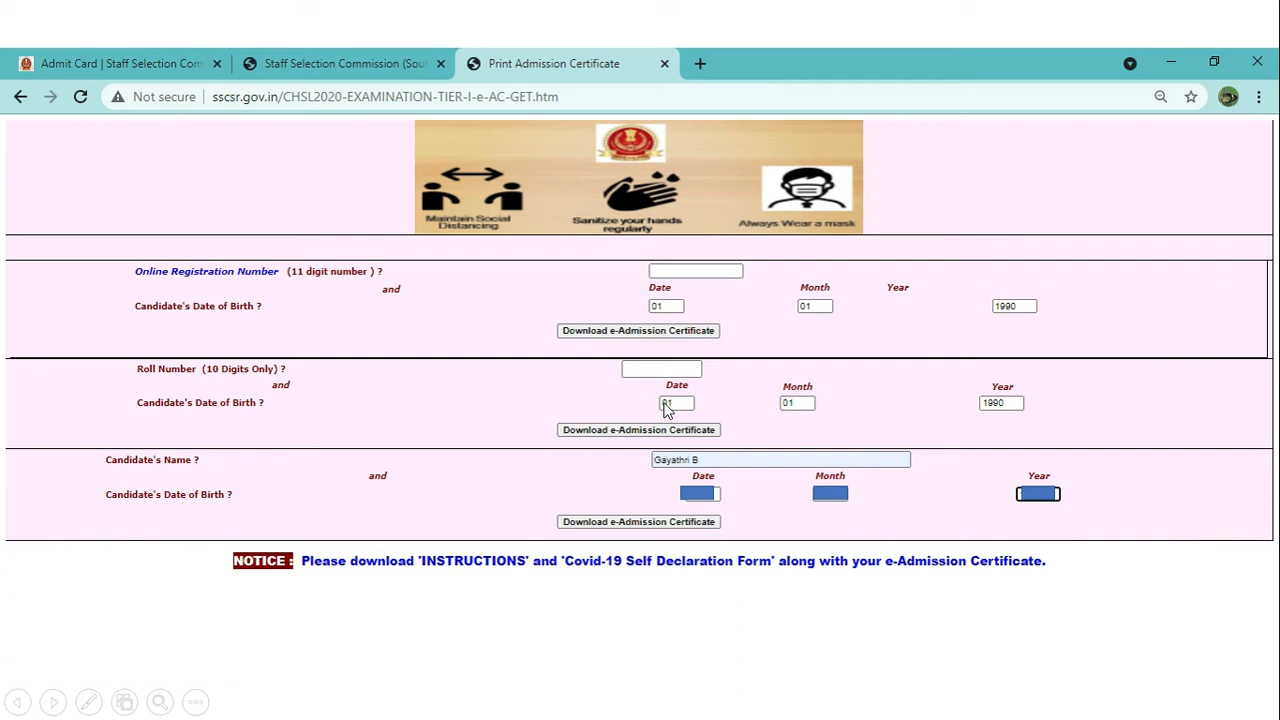 Admit Card | Staff Selection Com
Staff Selection Commission (Sout
Print Admission Certificate
Not secure
sscsr.gov.in/CHSL2020-EXAMINATION-TIER-I-e-AC-GET.htm
Maintain Social
Distancing
Sanitize your hands
regularly
Always Wear a mask
Online Registration Number (11 digit number ) ?
and
Date Month Year
Candidate's Date of Birth ? 01 01 1990
Download e-Admission Certificate
Roll Number (10 Digits Only) ?
and
Date Month Year
Candidate's Date of Birth ? 01 01 1990
Download e-Admission Certificate
Candidate's Name ? Gayathri B
and
Date Month Year
Candidate's Date of Birth ?
Download e-Admission Certificate
NOTICE : Please download 'INSTRUCTIONS' and 'Covid-19 Self Declaration Form' along with your e-Admission Certificate.